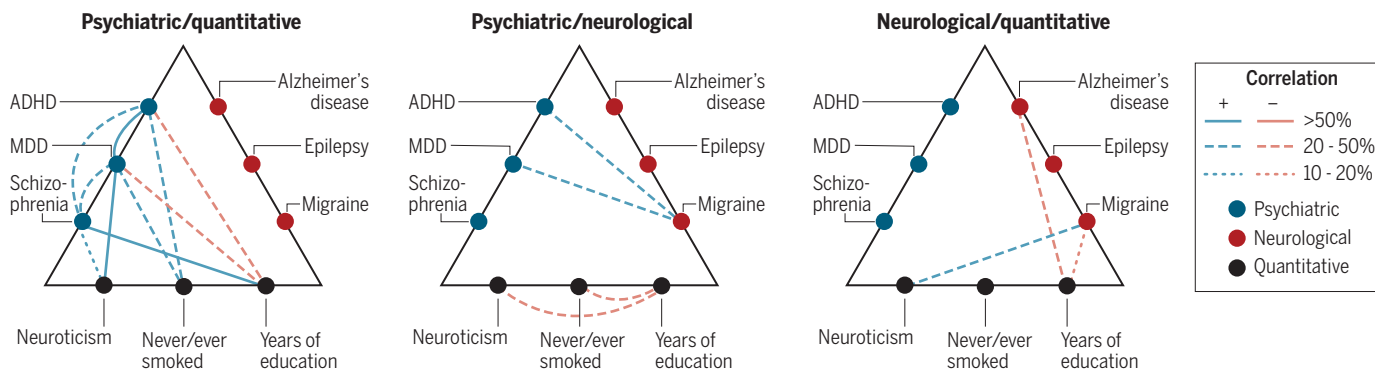 Psychiatric/quantitative
ADHD
MDD
Schizo-
phrenia
Alzheimer's
disease
Epilepsy
Migraine
Neuroticism
Never/ever
smoked
Years of
education
Psychiatric/neurological
ADHD
MDD
Schizo-
phrenia
Alzheimer's
disease
Epilepsy
Migraine
Neuroticism
Never/ever
smoked
Years of
education
Neurological/quantitative
ADHD
MDD
Schizo-
phrenia
Alzheimer's
disease
Epilepsy
Migraine
Neuroticism
Never/ever
smoked
Years of
education
Correlation
+ –
>50%
20 - 50%
10 - 20%
Psychiatric
Neurological
Quantitative